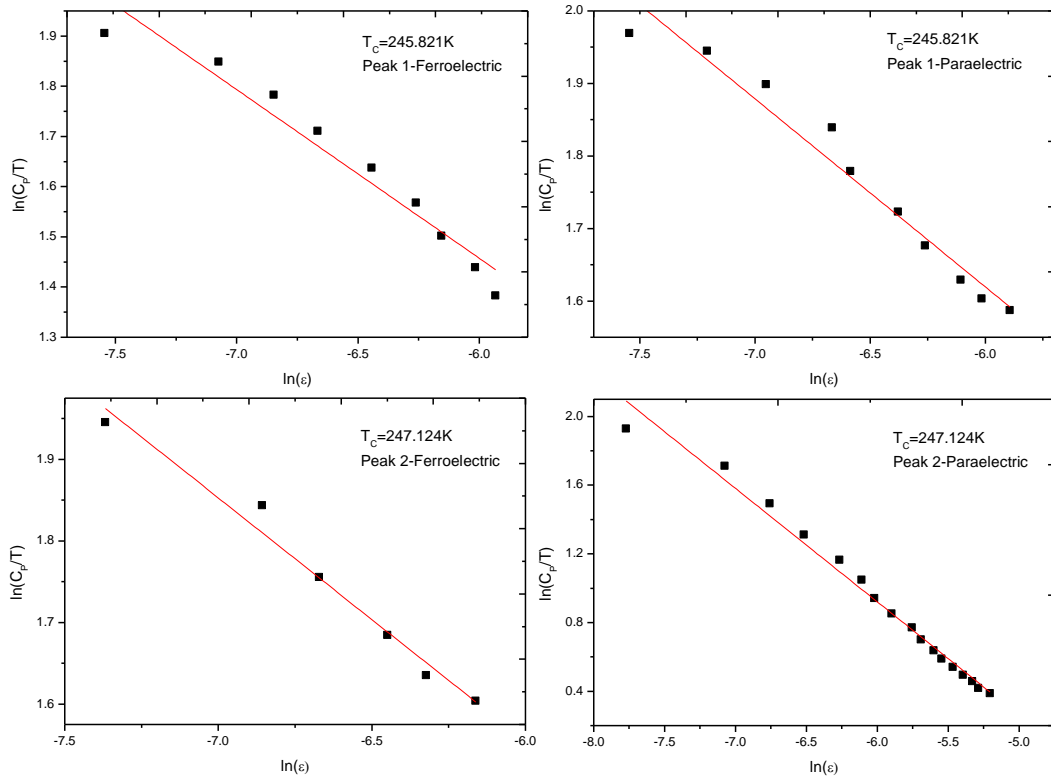 T_C=245.821K
Peak 1-Ferroelectric
ln(C_P/T)
1.9
1.8
1.7
1.6
1.5
1.4
1.3
-7.5 -7.0 -6.5 -6.0
ln(ε)
T_C=245.821K
Peak 1-Paraelectric
ln(C_P/T)
2.0
1.9
1.8
1.7
1.6
-7.5 -7.0 -6.5 -6.0
ln(ε)
T_C=247.124K
Peak 2-Ferroelectric
ln(C_P/T)
1.9
1.8
1.7
1.6
-7.5 -7.0 -6.5 -6.0
ln(ε)
T_C=247.124K
Peak 2-Paraelectric
ln(C_P/T)
2.0
1.6
1.2
0.8
0.4
-8.0 -7.5 -7.0 -6.5 -6.0 -5.5 -5.0
ln(ε)